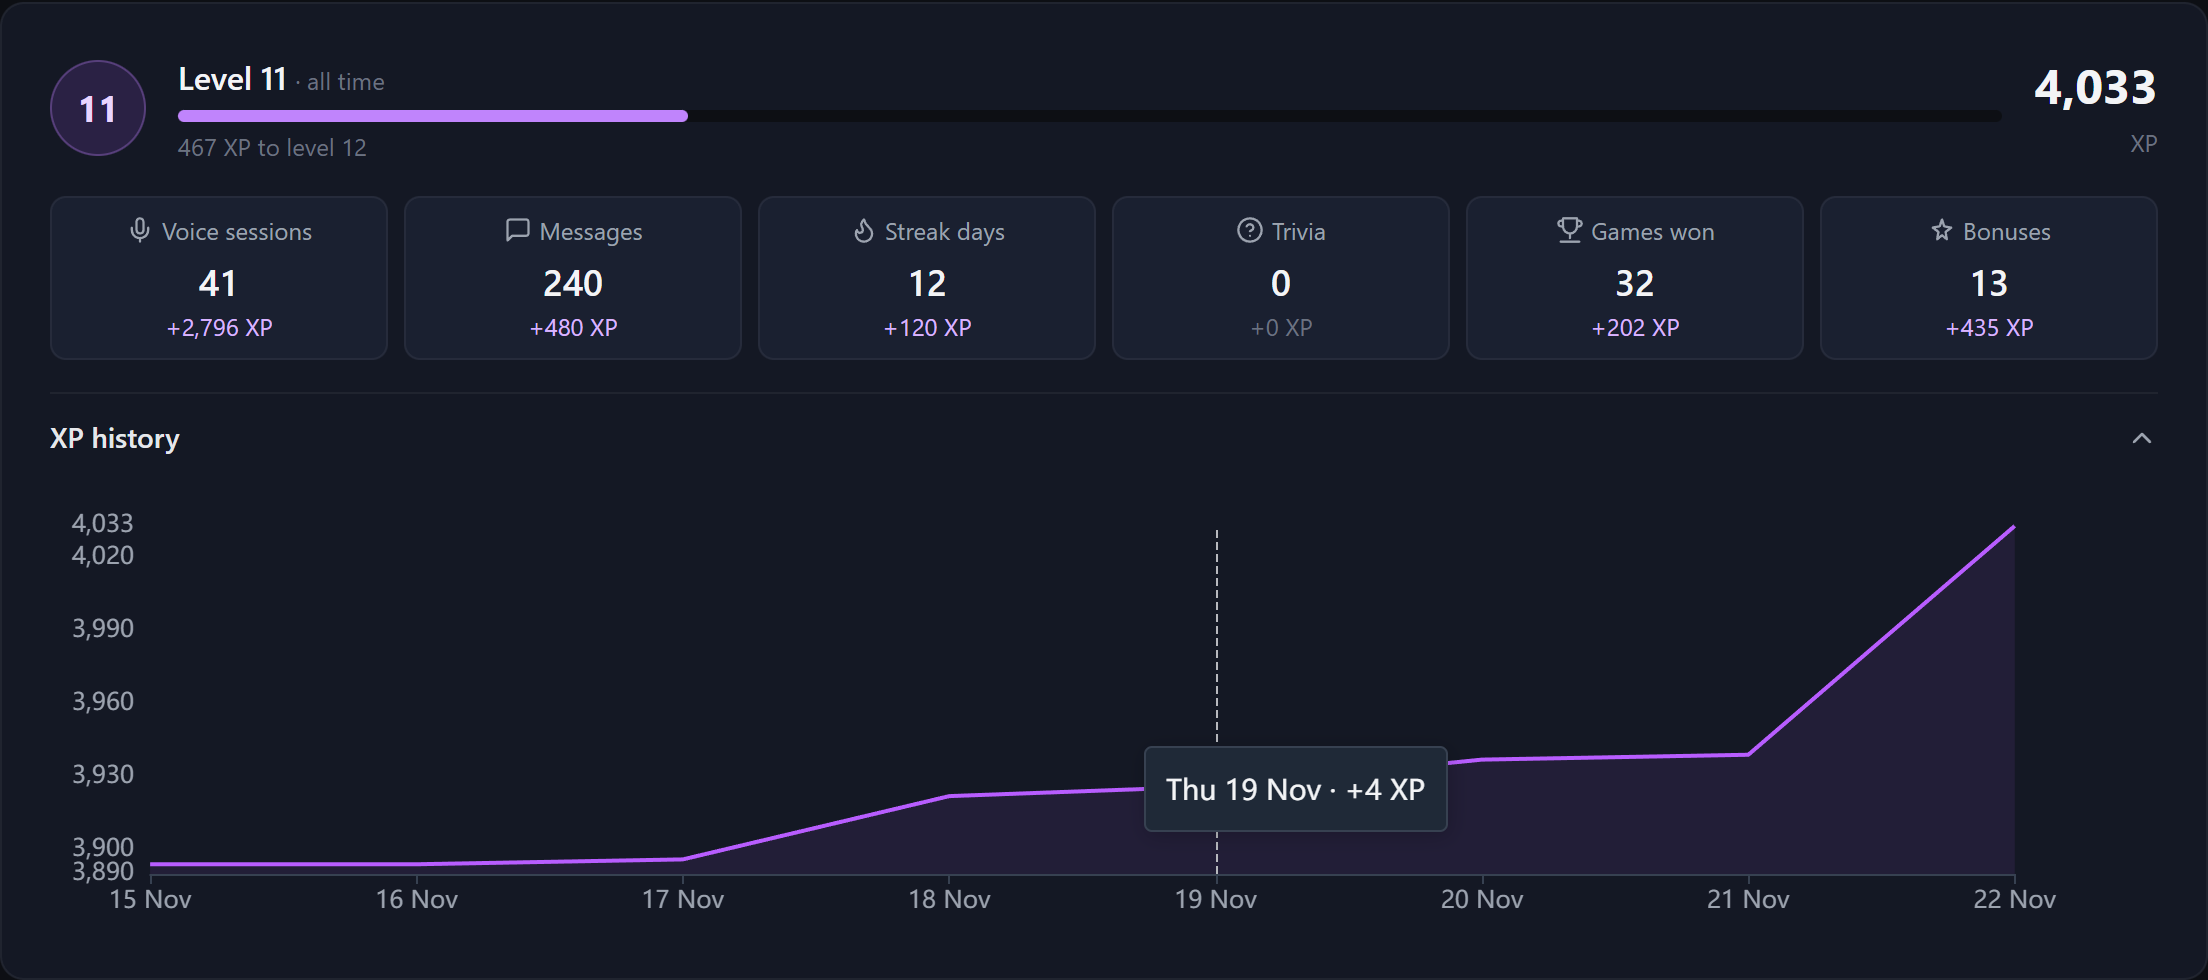 11
Level 11 · all time
467 XP to level 12
4,033
XP
Voice sessions
41
+2,796 XP
Messages
240
+480 XP
Streak days
12
+120 XP
Trivia
0
+0 XP
Games won
32
+202 XP
Bonuses
13
+435 XP
XP history
4,033
4,020
3,990
3,960
3,930
3,900
3,890
Thu 19 Nov · +4 XP
15 Nov 16 Nov 17 Nov 18 Nov 19 Nov 20 Nov 21 Nov 22 Nov